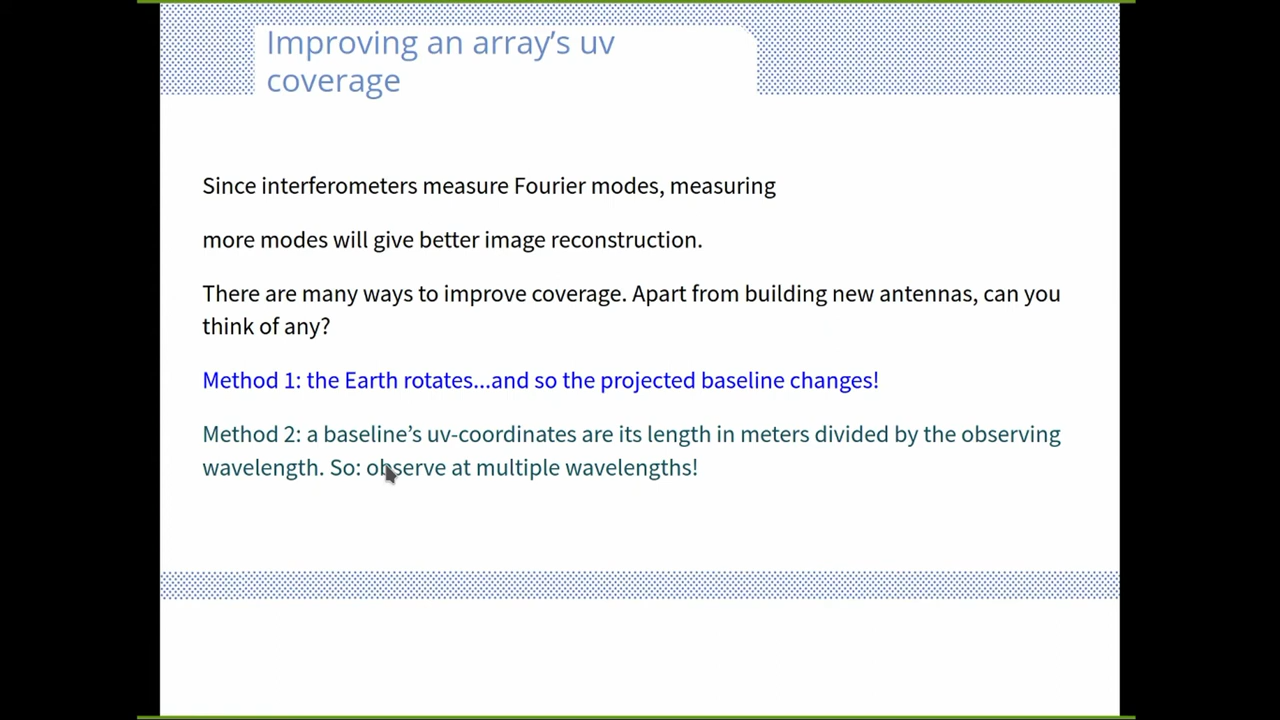 Improving an array’s uv
coverage
Since interferometers measure Fourier modes, measuring
more modes will give better image reconstruction.
There are many ways to improve coverage. Apart from building new antennas, can you
think of any?
Method 1: the Earth rotates...and so the projected baseline changes!
Method 2: a baseline’s uv-coordinates are its length in meters divided by the observing
wavelength. So: observe at multiple wavelengths!